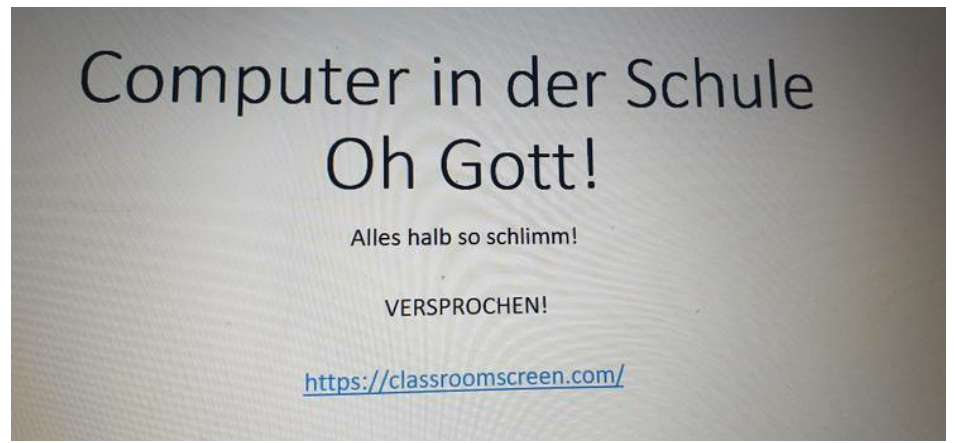 Computer in der Schule
Oh Gott!
Alles halb so schlimm!
VERSPROCHEN!
https://classroomscreen.com/